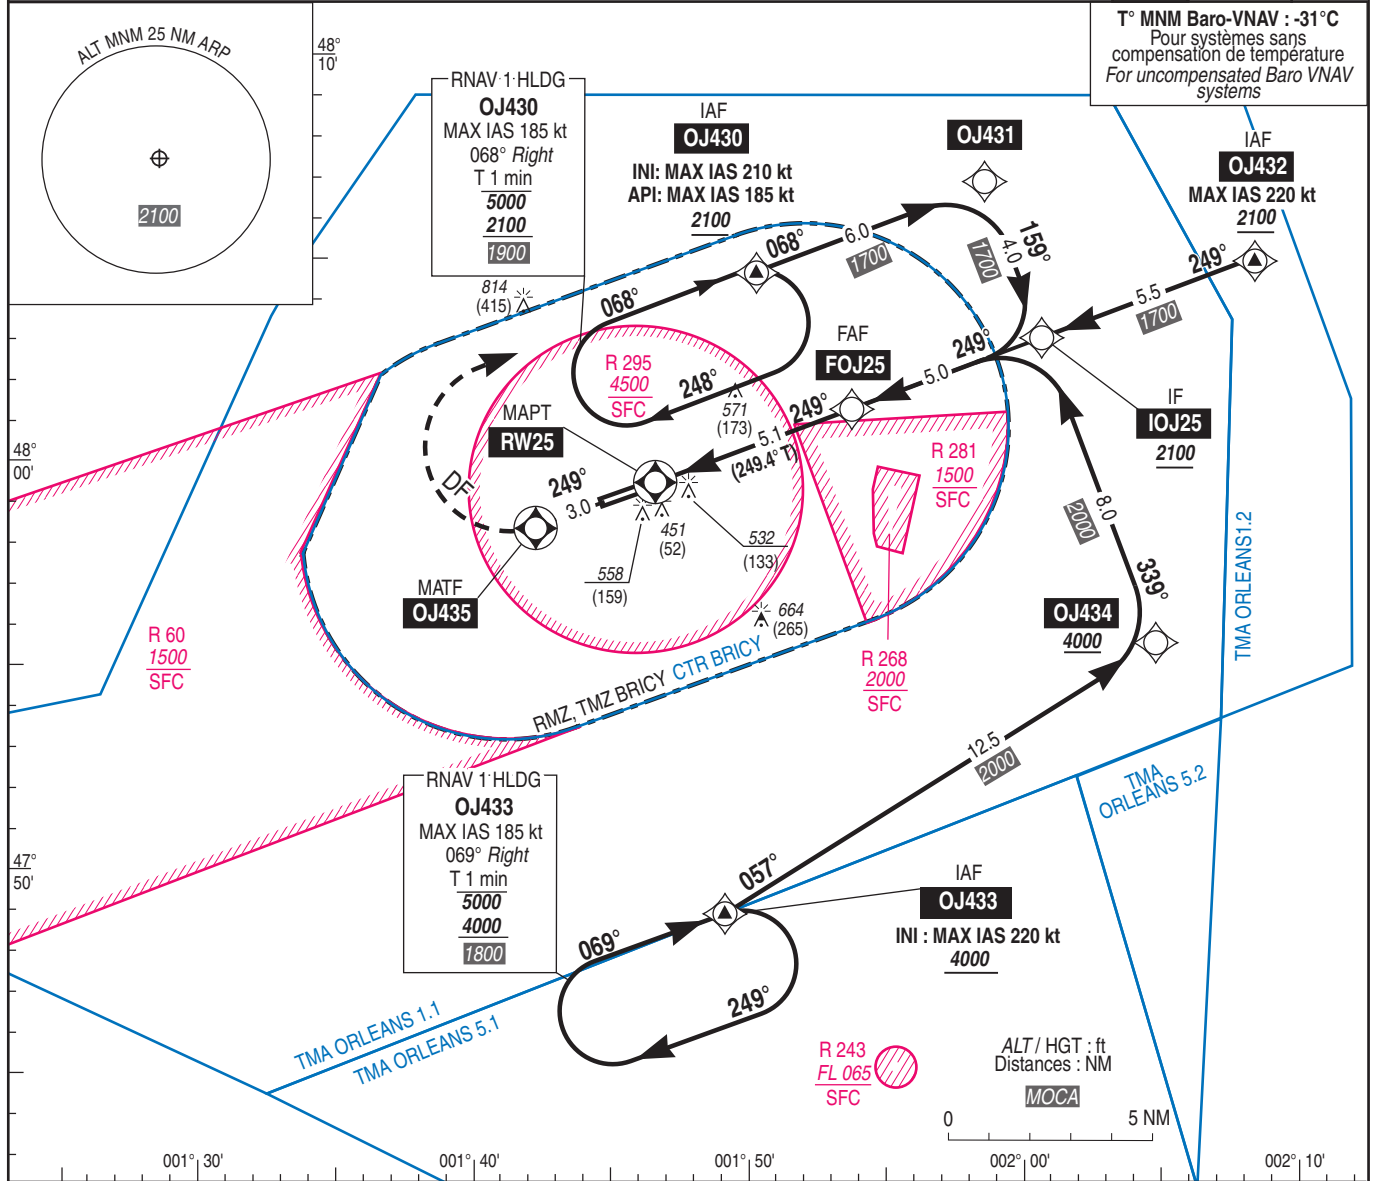 ALT MNM 25 NM ARP
2100
48°
10'
T° MNM Baro-VNAV : -31°C
Pour systèmes sans
compensation de température
For uncompensated Baro VNAV
systems
RNAV 1 HLDG
OJ430
MAX IAS 185 kt
068° Right
T 1 min
5000
2100
1900
IAF
OJ430
INI: MAX IAS 210 kt
API: MAX IAS 185 kt
2100
OJ431
IAF
OJ432
MAX IAS 220 kt
2100
068°
6.0
1700
159°
4.0
1700
249°
5.5
1700
814
(415)
068°
R 295
4500
SFC
248°
571
(173)
FAF
FOJ25
249°
5.0
249°
5.1
(249.4° T)
IF
IOJ25
2100
MAPT
RW25
48°
00'
DF
249°
3.0
451
(52)
532
(133)
558
(159)
R 281
1500
SFC
8.0
2000
339°
MATF
OJ435
664
(265)
OJ434
4000
TMA ORLEANS1.2
R 60
1500
SFC
R 268
2000
SFC
RMZ, TMZ BRICY CTR BRICY
12.5
2000
TMA
ORLEANS 5.2
RNAV 1 HLDG
OJ433
MAX IAS 185 kt
069° Right
T 1 min
5000
4000
1800
47°
50'
057°
IAF
OJ433
INI : MAX IAS 220 kt
4000
069°
249°
TMA ORLEANS 1.1
TMA ORLEANS 5.1
R 243
FL 065
SFC
ALT / HGT : ft
Distances : NM
MOCA
0 5 NM
001° 30' 001° 40' 001° 50' 002° 00' 002° 10'